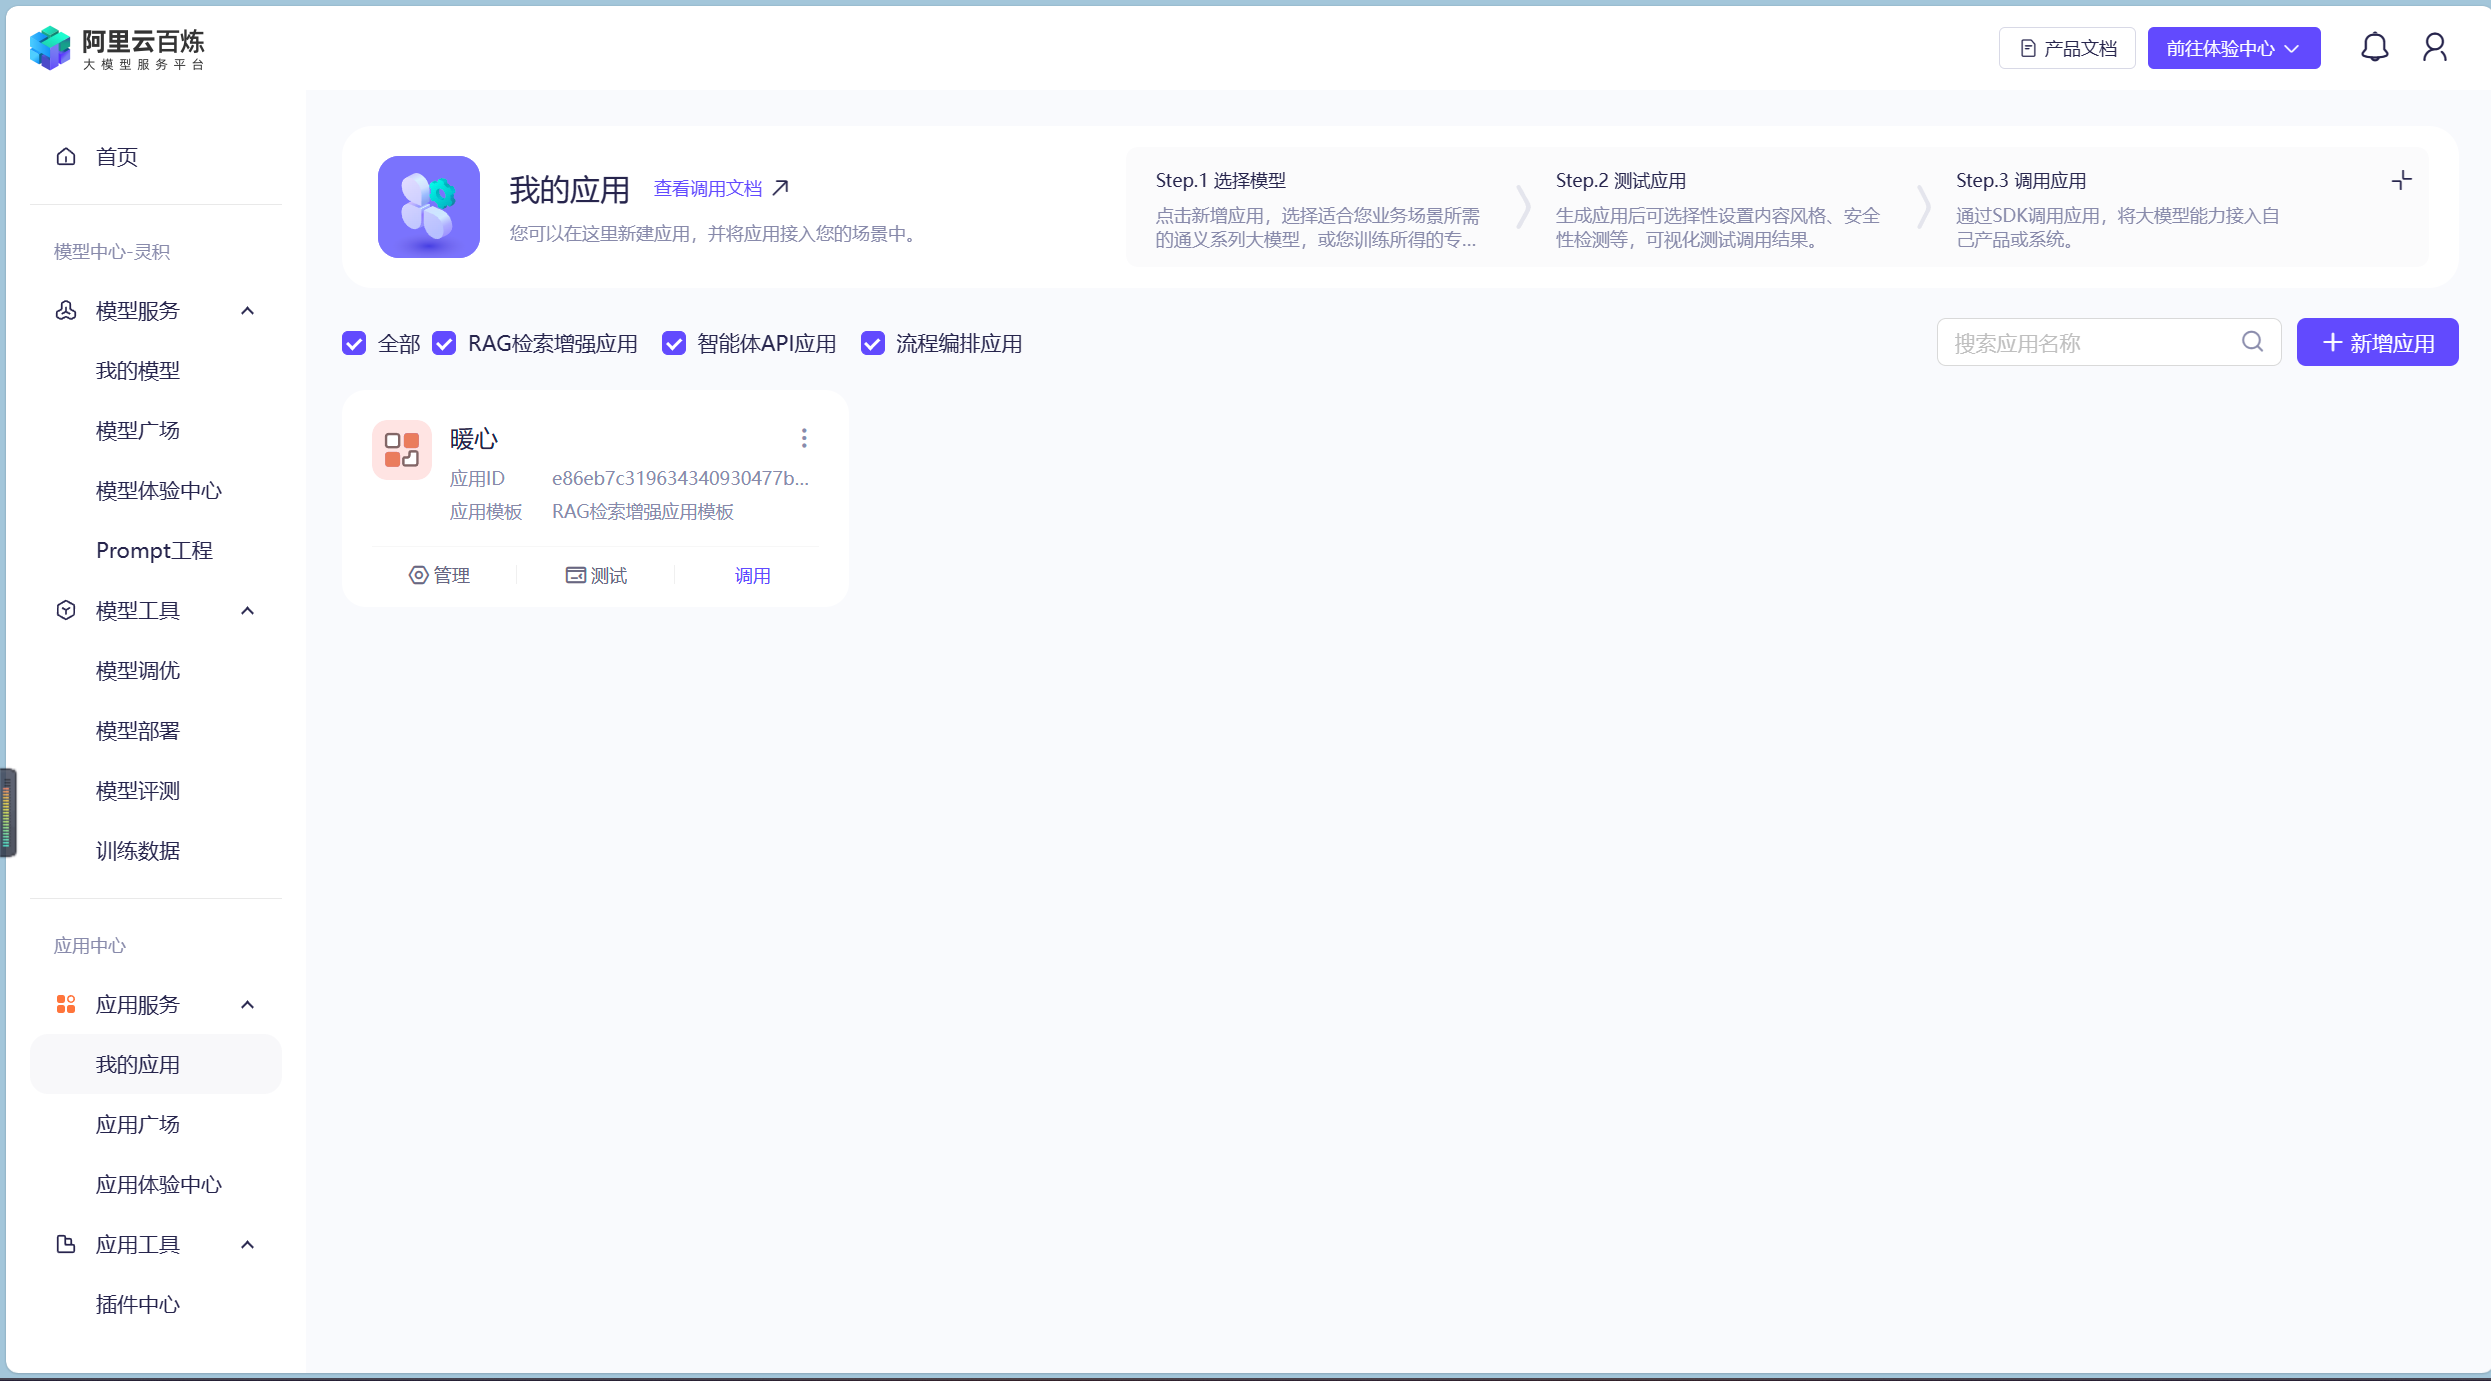 阿里云百炼
大模型服务平台
产品文档
前往体验中心
首页
模型中心-灵积
模型服务
我的模型
模型广场
模型体验中心
Prompt工程
模型工具
模型调优
模型部署
模型评测
训练数据
应用中心
应用服务
我的应用
应用广场
应用体验中心
应用工具
插件中心
我的应用
查看调用文档
您可以在这里新建应用，并将应用接入您的场景中。
Step.1 选择模型
点击新增应用，选择适合您业务场景所需
的通义系列大模型，或您训练所得的专...
Step.2 测试应用
生成应用后可选择性设置内容风格、安全
性检测等，可视化测试调用结果。
Step.3 调用应用
通过SDK调用应用，将大模型能力接入自
己产品或系统。
全部 RAG检索增强应用 智能体API应用 流程编排应用
搜索应用名称
新增应用
暖心
应用ID e86eb7c319634340930477b...
应用模板 RAG检索增强应用模板
管理 测试 调用